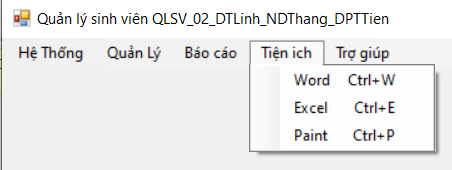 Quản lý sinh viên QLSV_02_DTLinh_NDThang_DPTTien
Hệ Thống Quản Lý Báo cáo Tiện ich Trợ giúp
Word Ctrl+W
Excel Ctrl+E
Paint Ctrl+P